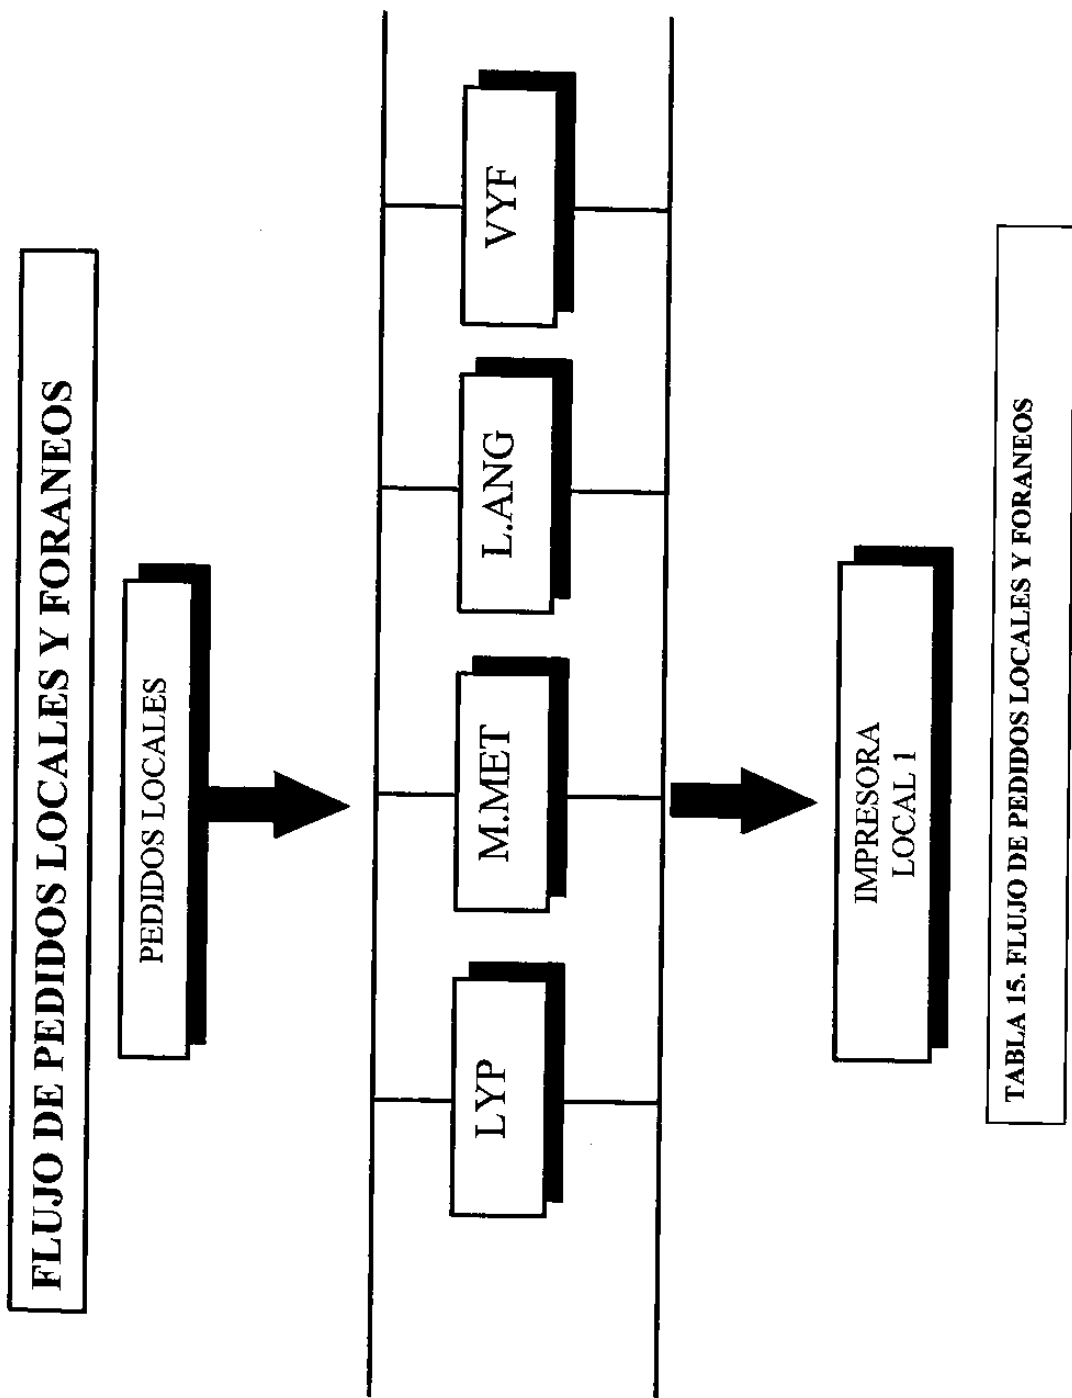 FLUJO DE PEDIDOS LOCALES Y FORANEOS
PEDIDOS LOCALES
LYP
M.MET
L.ANG
VYF
IMPRESORA
LOCAL 1
TABLA 15. FLUJO DE PEDIDOS LOCALES Y FORANEOS